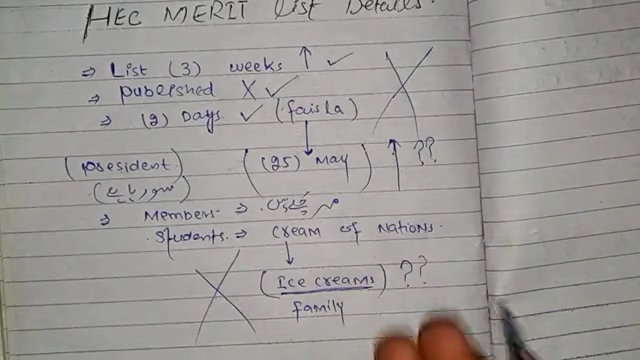 HEC MERIT List Details.
⇒ List (3) weeks ↑ ✓
⇒ published X ✓
⇒ (2) Days ✓ (faisla)
(president) ( (25) May ) ↑ ??
⇒ Members ⇒
Students. ⇒ cream of Nations.
(Ice creams) ??
family